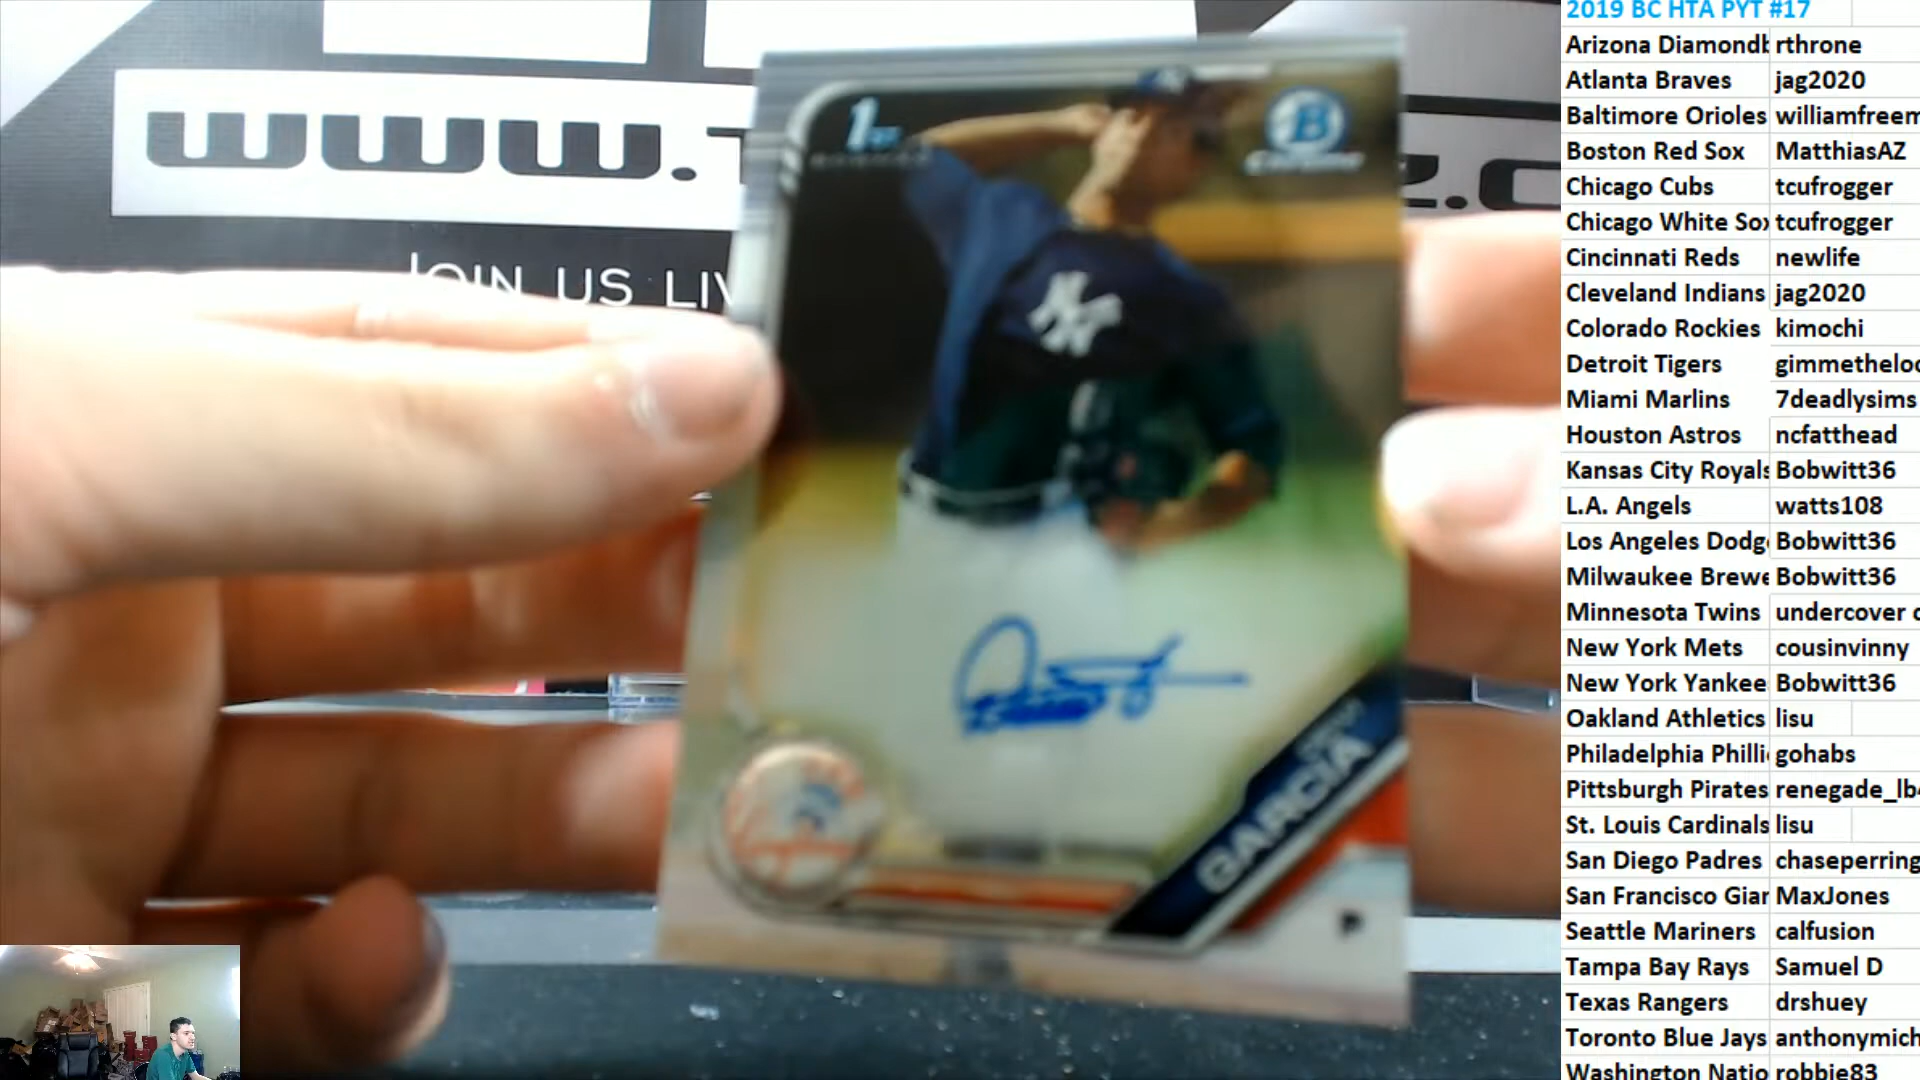 2019 BC HTA PYT #17
Arizona Diamondb rthrone
Atlanta Braves jag2020
Baltimore Orioles williamfreem
Boston Red Sox MatthiasAZ
Chicago Cubs tcufrogger
Chicago White Sox tcufrogger
Cincinnati Reds newlife
Cleveland Indians jag2020
Colorado Rockies kimochi
Detroit Tigers gimmetheloo
Miami Marlins 7deadlysims
Houston Astros ncfatthead
Kansas City Royals Bobwitt36
L.A. Angels watts108
Los Angeles Dodg Bobwitt36
Milwaukee Brewe Bobwitt36
Minnesota Twins undercover
New York Mets cousinvinny
New York Yankee Bobwitt36
Oakland Athletics lisu
Philadelphia Philli gohabs
Pittsburgh Pirates renegade_lb
St. Louis Cardinals lisu
San Diego Padres chaseperring
San Francisco Gian MaxJones
Seattle Mariners calfusion
Tampa Bay Rays Samuel D
Texas Rangers drshuey
Toronto Blue Jays anthonymich
Washington Natio robbie83
www.
JOIN US LIV
1st
B
Chrome
NY
GARCIA
P